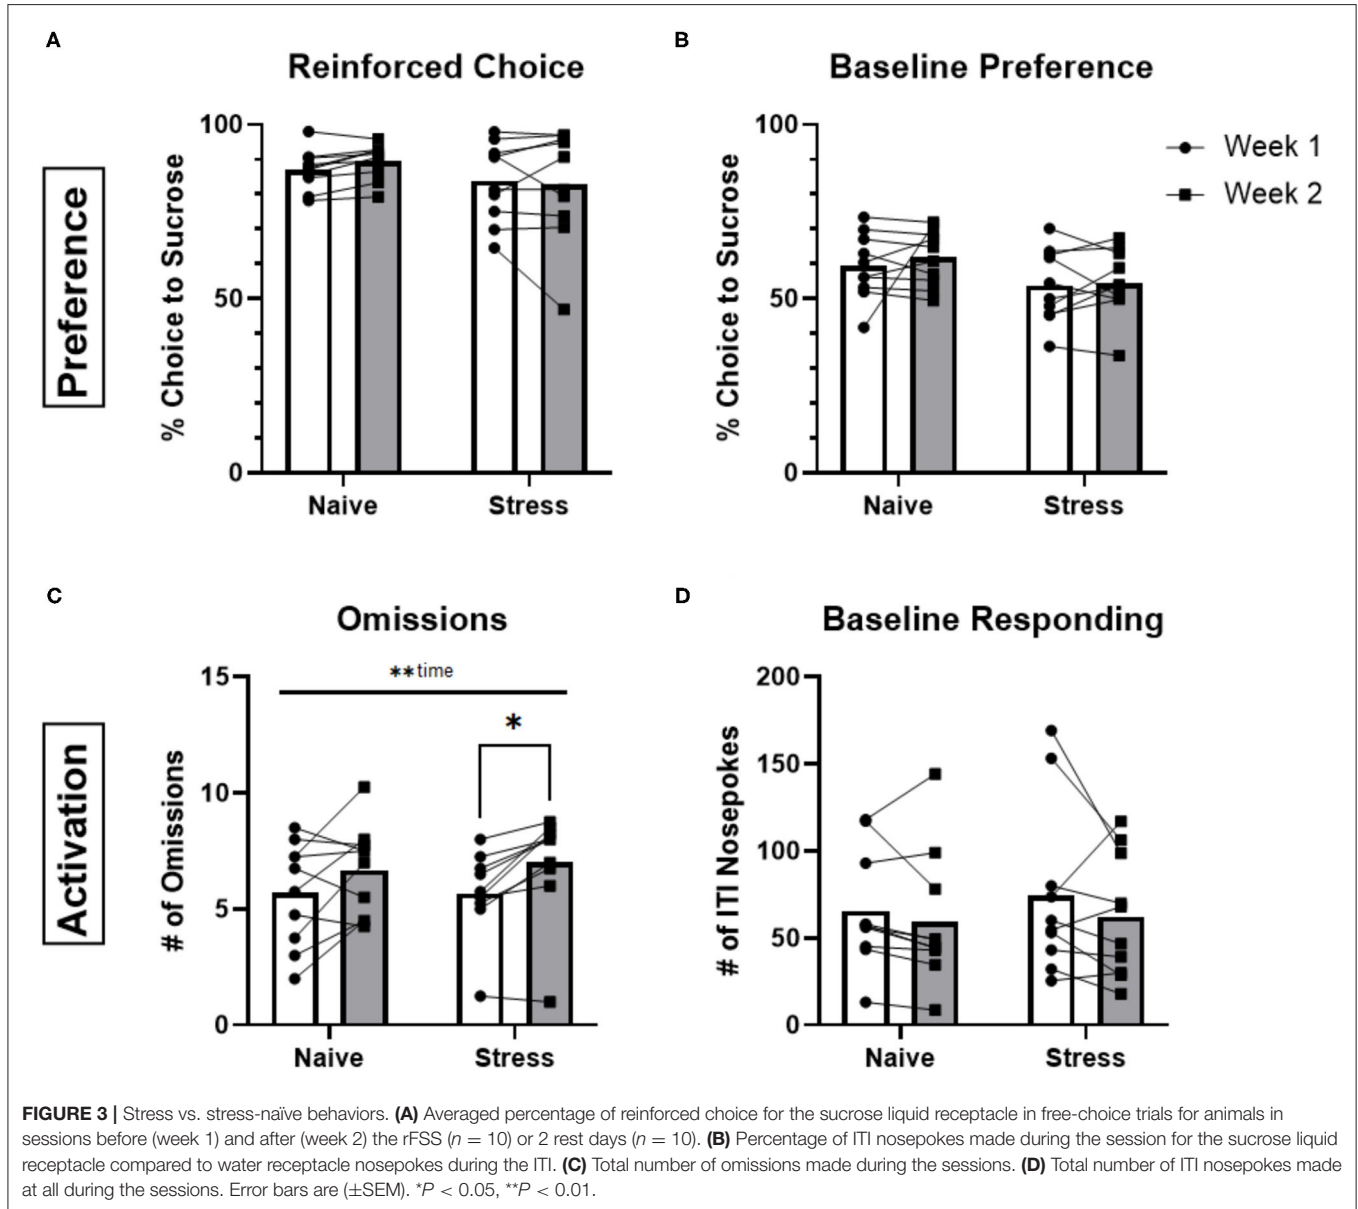 A
Reinforced Choice
Preference
% Choice to Sucrose
100
50
0
Naive
Stress
B
Baseline Preference
% Choice to Sucrose
100
50
0
Naive
Stress
Week 1
Week 2
C
Omissions
Activation
# of Omissions
15
10
5
0
**time
*
Naive
Stress
D
Baseline Responding
# of ITI Nosepokes
200
150
100
50
0
Naive
Stress
FIGURE 3 | Stress vs. stress-naïve behaviors. (A) Averaged percentage of reinforced choice for the sucrose liquid receptacle in free-choice trials for animals in
sessions before (week 1) and after (week 2) the rFSS (n = 10) or 2 rest days (n = 10). (B) Percentage of ITI nosepokes made during the session for the sucrose liquid
receptacle compared to water receptacle nosepokes during the ITI. (C) Total number of omissions made during the sessions. (D) Total number of ITI nosepokes made
at all during the sessions. Error bars are (±SEM). *P < 0.05, **P < 0.01.